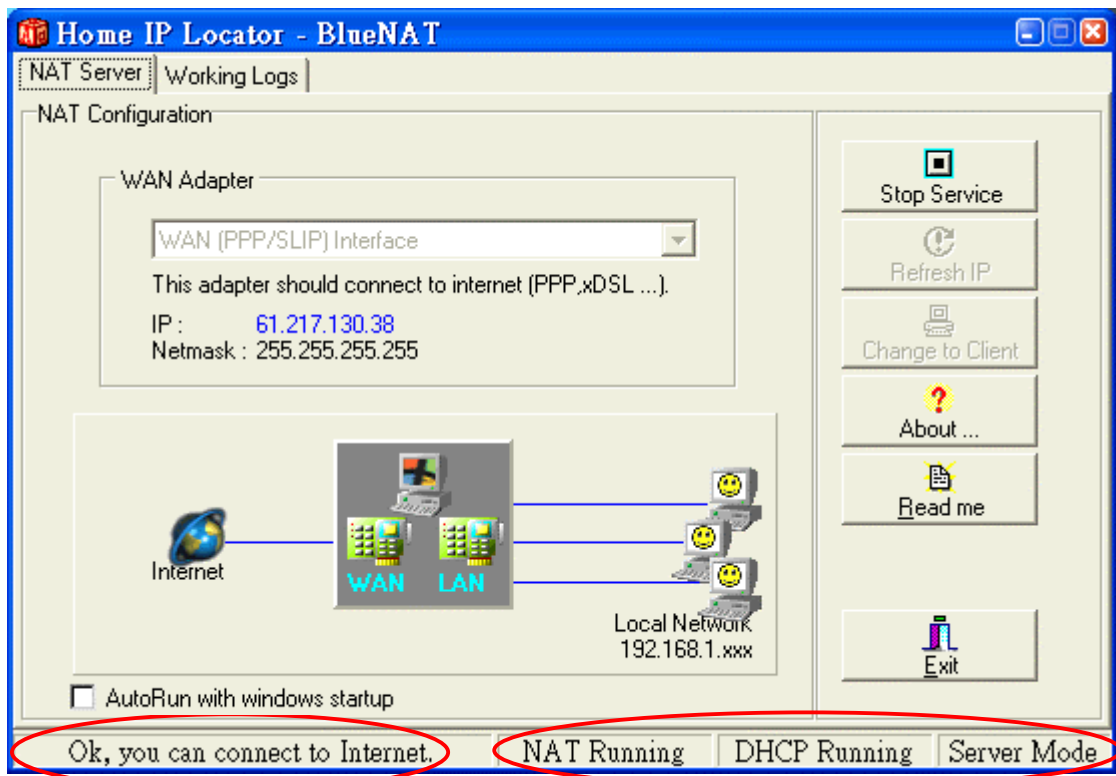 Home IP Locator - BlueNAT
NAT Server
Working Logs
NAT Configuration
WAN Adapter
WAN (PPP/SLIP) Interface
This adapter should connect to internet (PPP,xDSL ...).
IP : 61.217.130.38
Netmask : 255.255.255.255
Internet
WAN
LAN
Local Network
192.168.1.xxx
AutoRun with windows startup
Stop Service
Refresh IP
Change to Client
About ...
Read me
Exit
Ok, you can connect to Internet.
NAT Running
DHCP Running
Server Mode